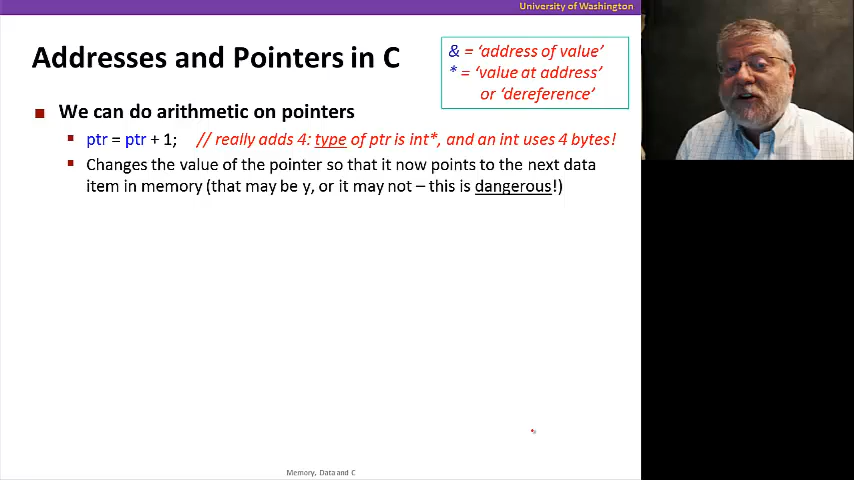 University of Washington
Addresses and Pointers in C
& = ‘address of value’
* = ‘value at address’
or ‘dereference’
■ We can do arithmetic on pointers
▪ ptr = ptr + 1; // really adds 4: type of ptr is int*, and an int uses 4 bytes!
▪ Changes the value of the pointer so that it now points to the next data
item in memory (that may be y, or it may not – this is dangerous!)
Memory, Data and C